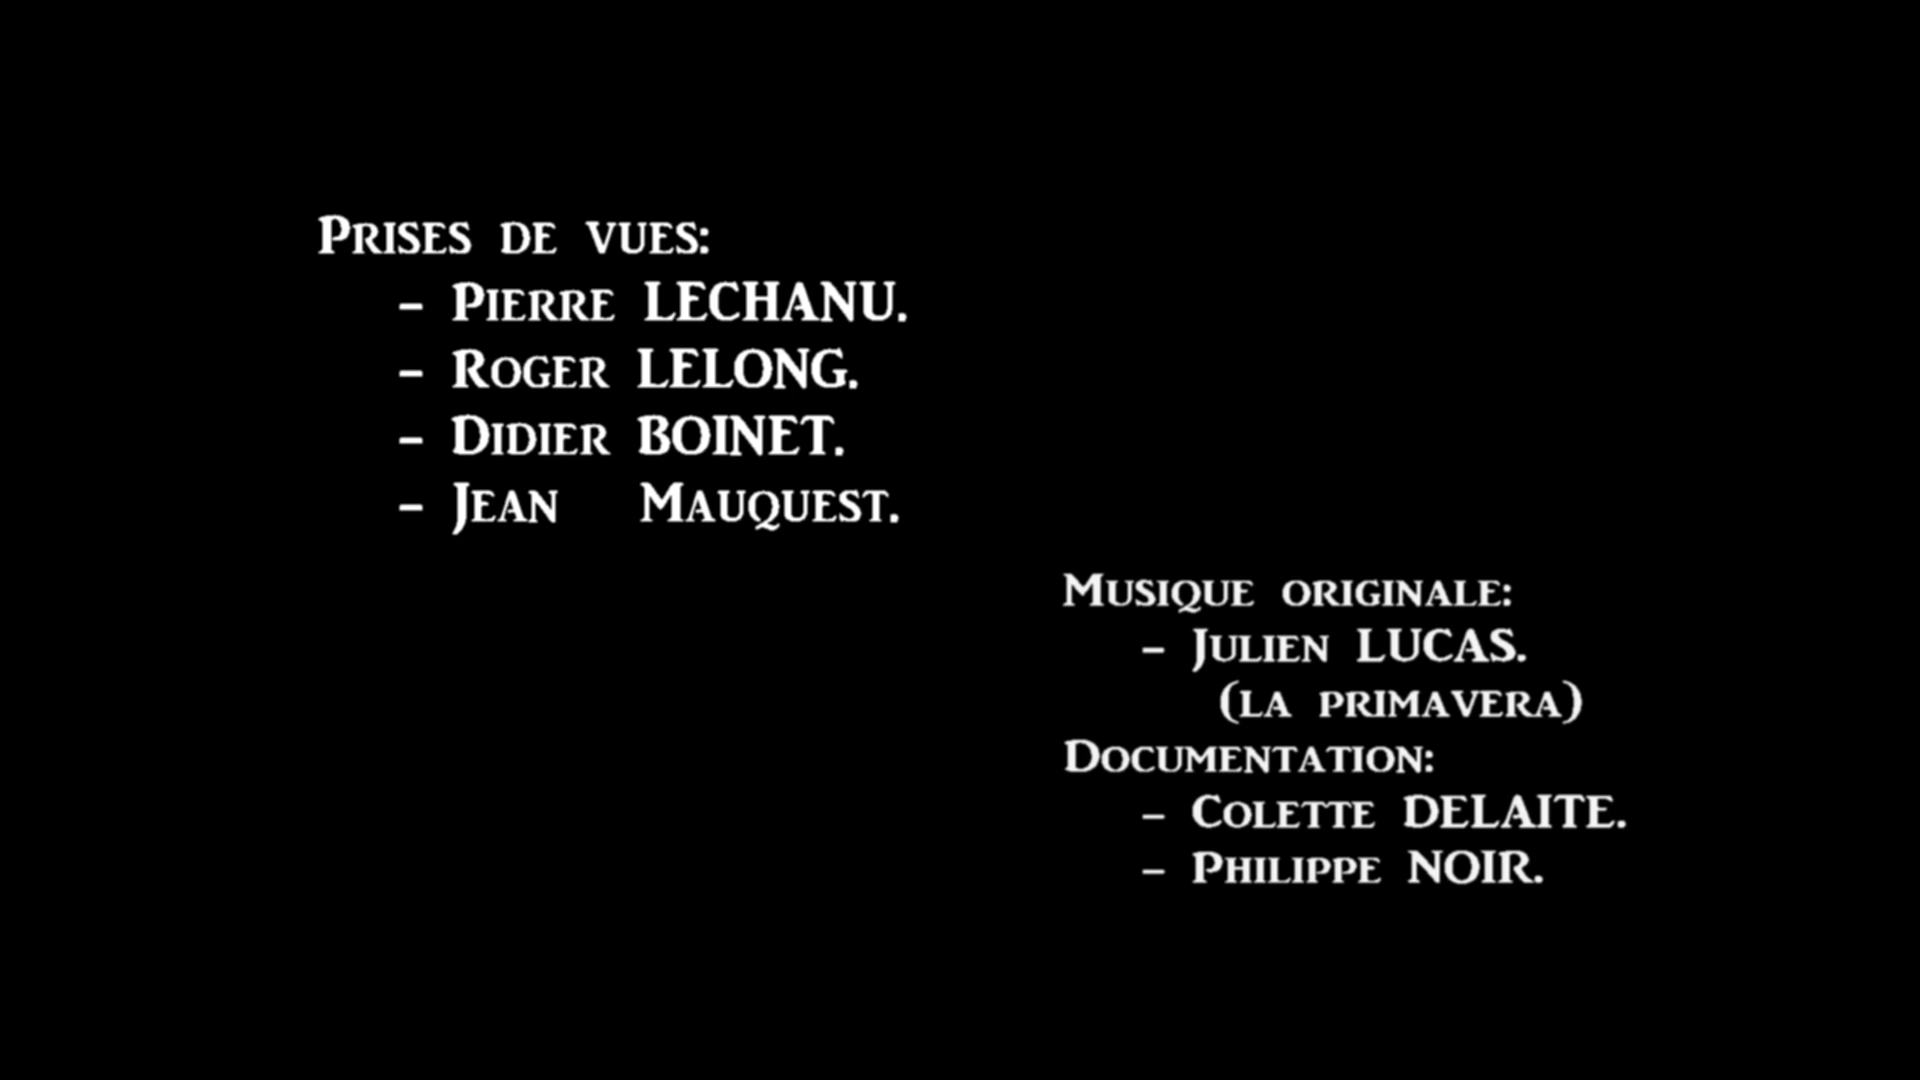 Prises de vues:
- Pierre LECHANU.
- Roger LELONG.
- Didier BOINET.
- Jean Mauquest.
Musique originale:
- Julien LUCAS.
(la primavera)
Documentation:
- Colette DELAITE.
- Philippe NOIR.